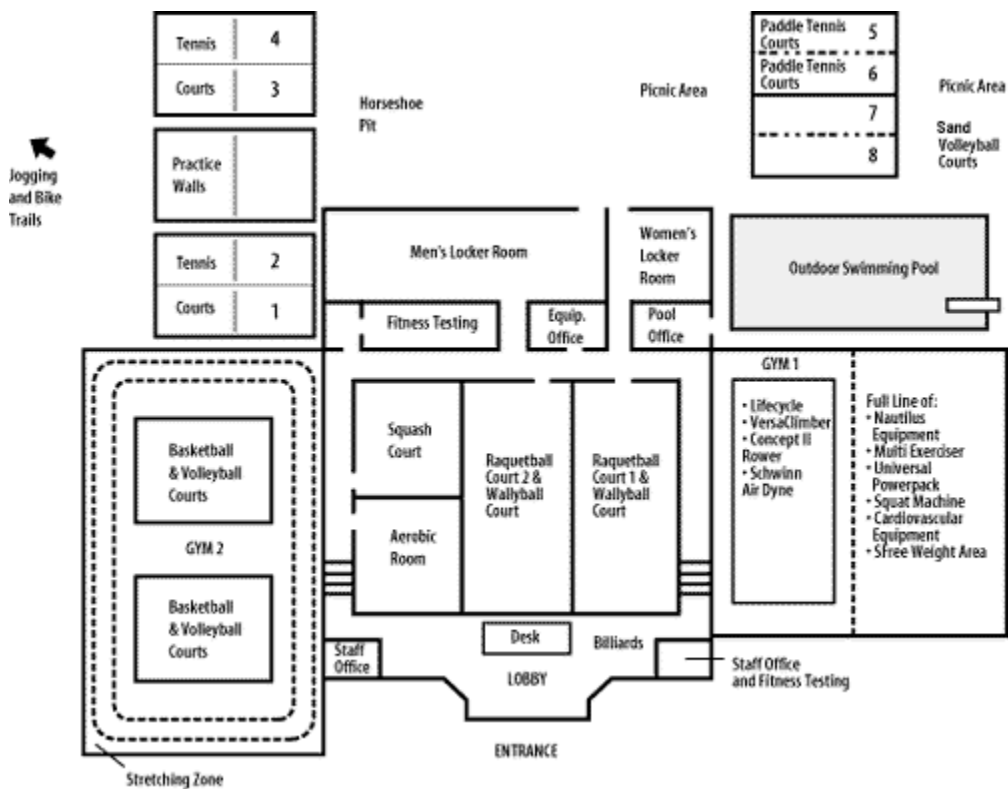 Tennis
4
Courts
3
Horseshoe
Pit
Picnic Area
Paddle Tennis
Courts
5
Paddle Tennis
Courts
6
7
8
Picnic Area
Sand
Volleyball
Courts
Jogging
and Bike
Trails
Practice
Walls
Tennis
2
Courts
1
Men's Locker Room
Women's
Locker
Room
Outdoor Swimming Pool
Fitness Testing
Equip.
Office
Pool
Office
GYM 1
• Lifecycle
• VersaClimber
• Concept II
Rower
• Schwinn
Air Dyne
Full Line of:
• Nautilus
Equipment
• Multi Exerciser
• Universal
Powerpack
• Squat Machine
• Cardiovascular
Equipment
• SFree Weight Area
Basketball
& Volleyball
Courts
GYM 2
Basketball
& Volleyball
Courts
Squash
Court
Aerobic
Room
Raquetball
Court 2 &
Wallyball
Court
Raquetball
Court 1 &
Wallyball
Court
Staff
Office
Desk
Billiards
LOBBY
Staff Office
and Fitness Testing
ENTRANCE
Stretching Zone